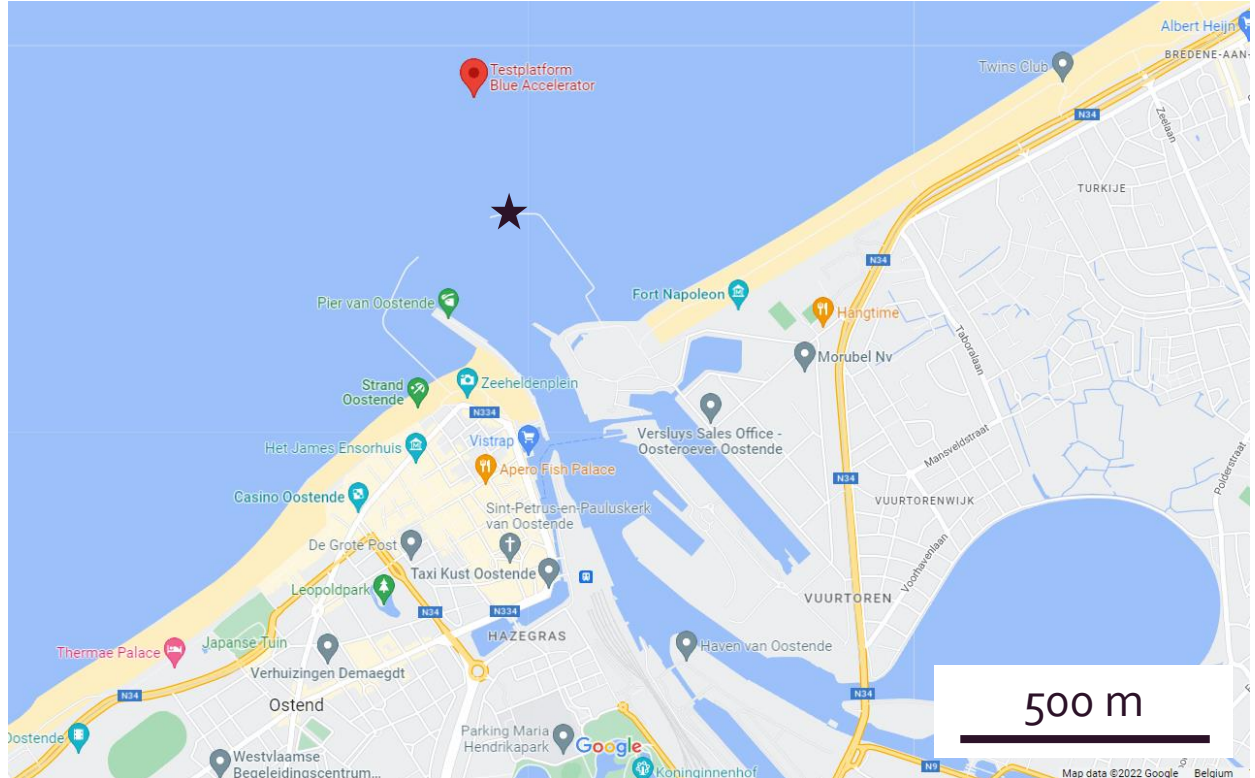 Albert Heijn
BREDENE-AAN-
Twins Club
Testplatform
Blue Accelerator
N34
Zeelaan
TURKIJE
N34
Pier van Oostende
Fort Napoleon
Hangtime
Morubel Nv
Taboralaan
Strand
Oostende
Zeeheldenplein
N334
Versluys Sales Office -
Oosteroever Oostende
Mansveldstraat
Polderstraat
Het James Ensorhuis
Vistrap
Apero Fish Palace
N34
VUURTORENWIJK
Casino Oostende
Sint-Petrus-en-Pauluskerk
van Oostende
De Grote Post
Taxi Kust Oostende
Voorhavenlaan
Leopoldpark
N34
N334
VUURTOREN
HAZEGRAS
Japanse Tuin
Thermae Palace
Verhuizingen Demaegdt
Haven van Oostende
N34
Ostend
N34
500 m
Oostende
Parking Maria
Hendrikapark
Google
Westvlaamse
Begeleidingscentrum...
Koninginnenhof
N9
Map data ©2022 Google Belgium